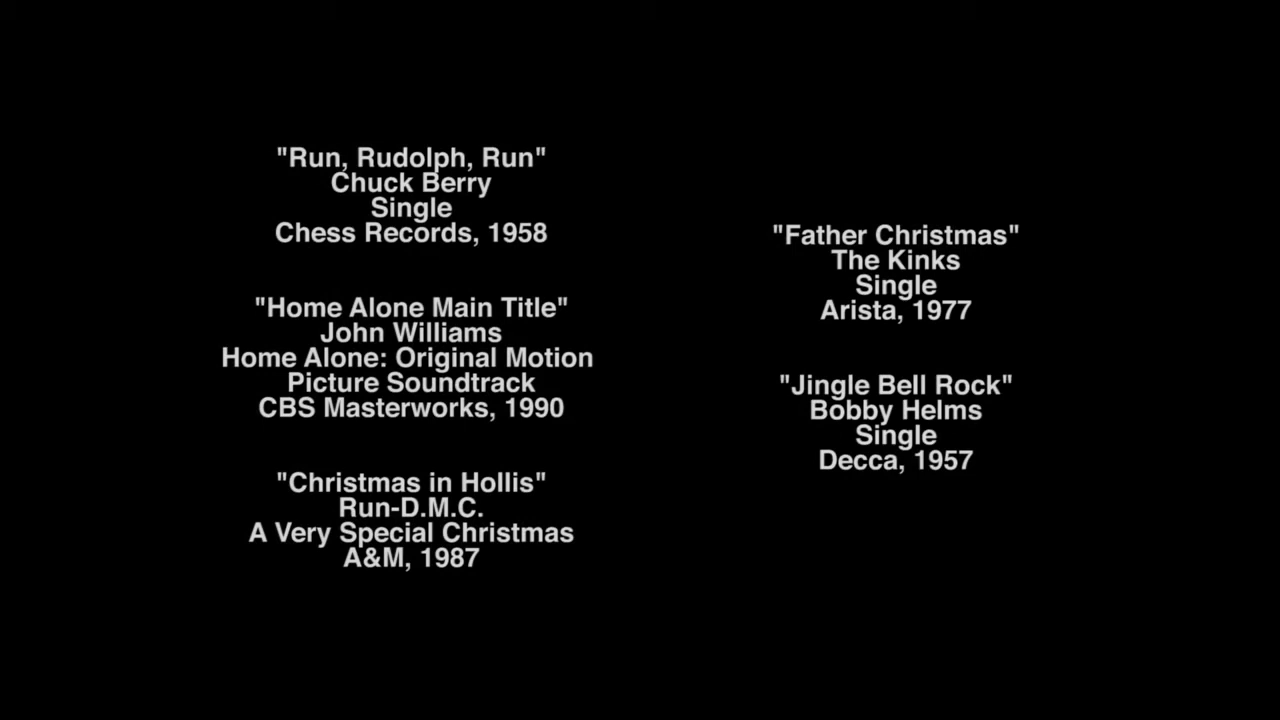 "Run, Rudolph, Run"
Chuck Berry
Single
Chess Records, 1958
"Home Alone Main Title"
John Williams
Home Alone: Original Motion
Picture Soundtrack
CBS Masterworks, 1990
"Christmas in Hollis"
Run-D.M.C.
A Very Special Christmas
A&M, 1987
"Father Christmas"
The Kinks
Single
Arista, 1977
"Jingle Bell Rock"
Bobby Helms
Single
Decca, 1957